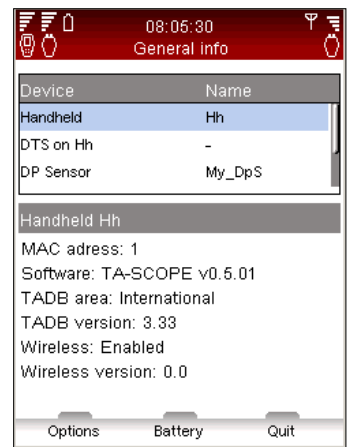 08:05:30
General info
Device Name
Handheld Hh
DTS on Hh -
DP Sensor My_DpS
Handheld Hh
MAC adress: 1
Software: TA-SCOPE v0.5.01
TADB area: International
TADB version: 3.33
Wireless: Enabled
Wireless version: 0.0
Options Battery Quit